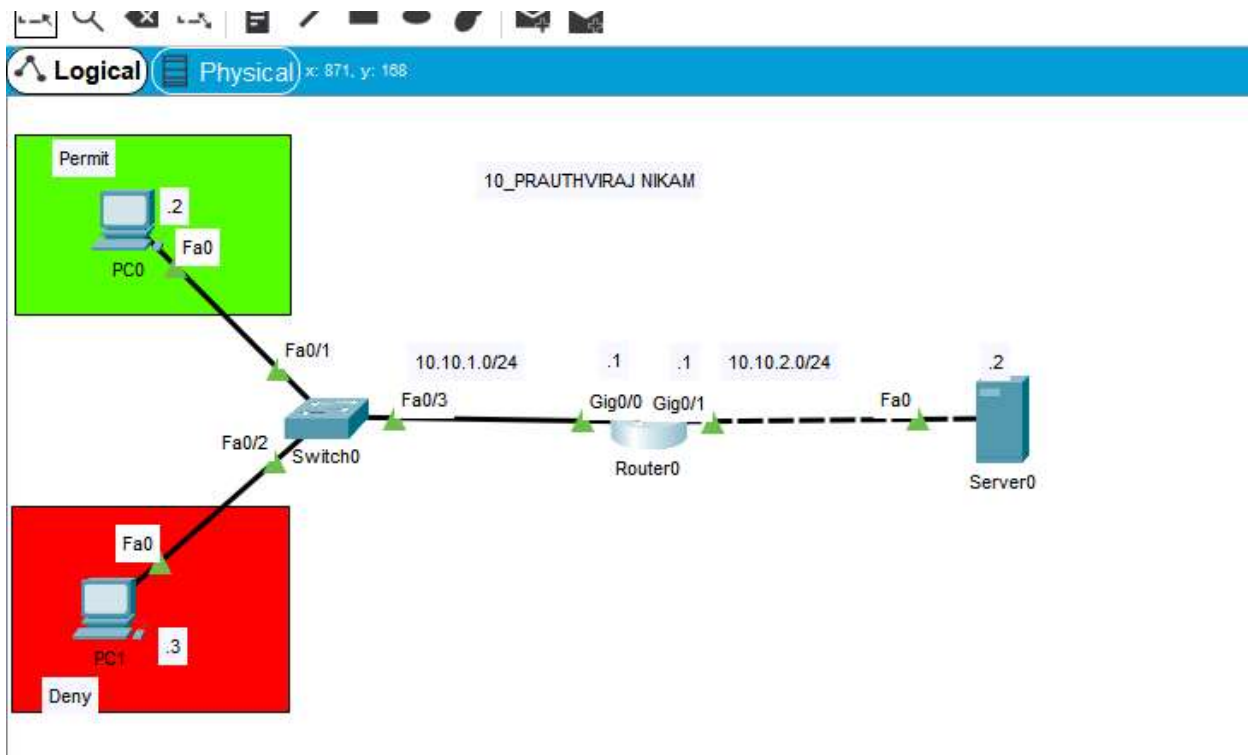 Logical
Physical
x: 871, y: 168
Permit
10_PRAUTHVIRAJ NIKAM
.2
Fa0
PC0
Fa0/1
10.10.1.0/24
.1
.1
10.10.2.0/24
.2
Fa0/3
Gig0/0
Gig0/1
Fa0
Fa0/2
Switch0
Router0
Server0
Fa0
.3
PC1
Deny